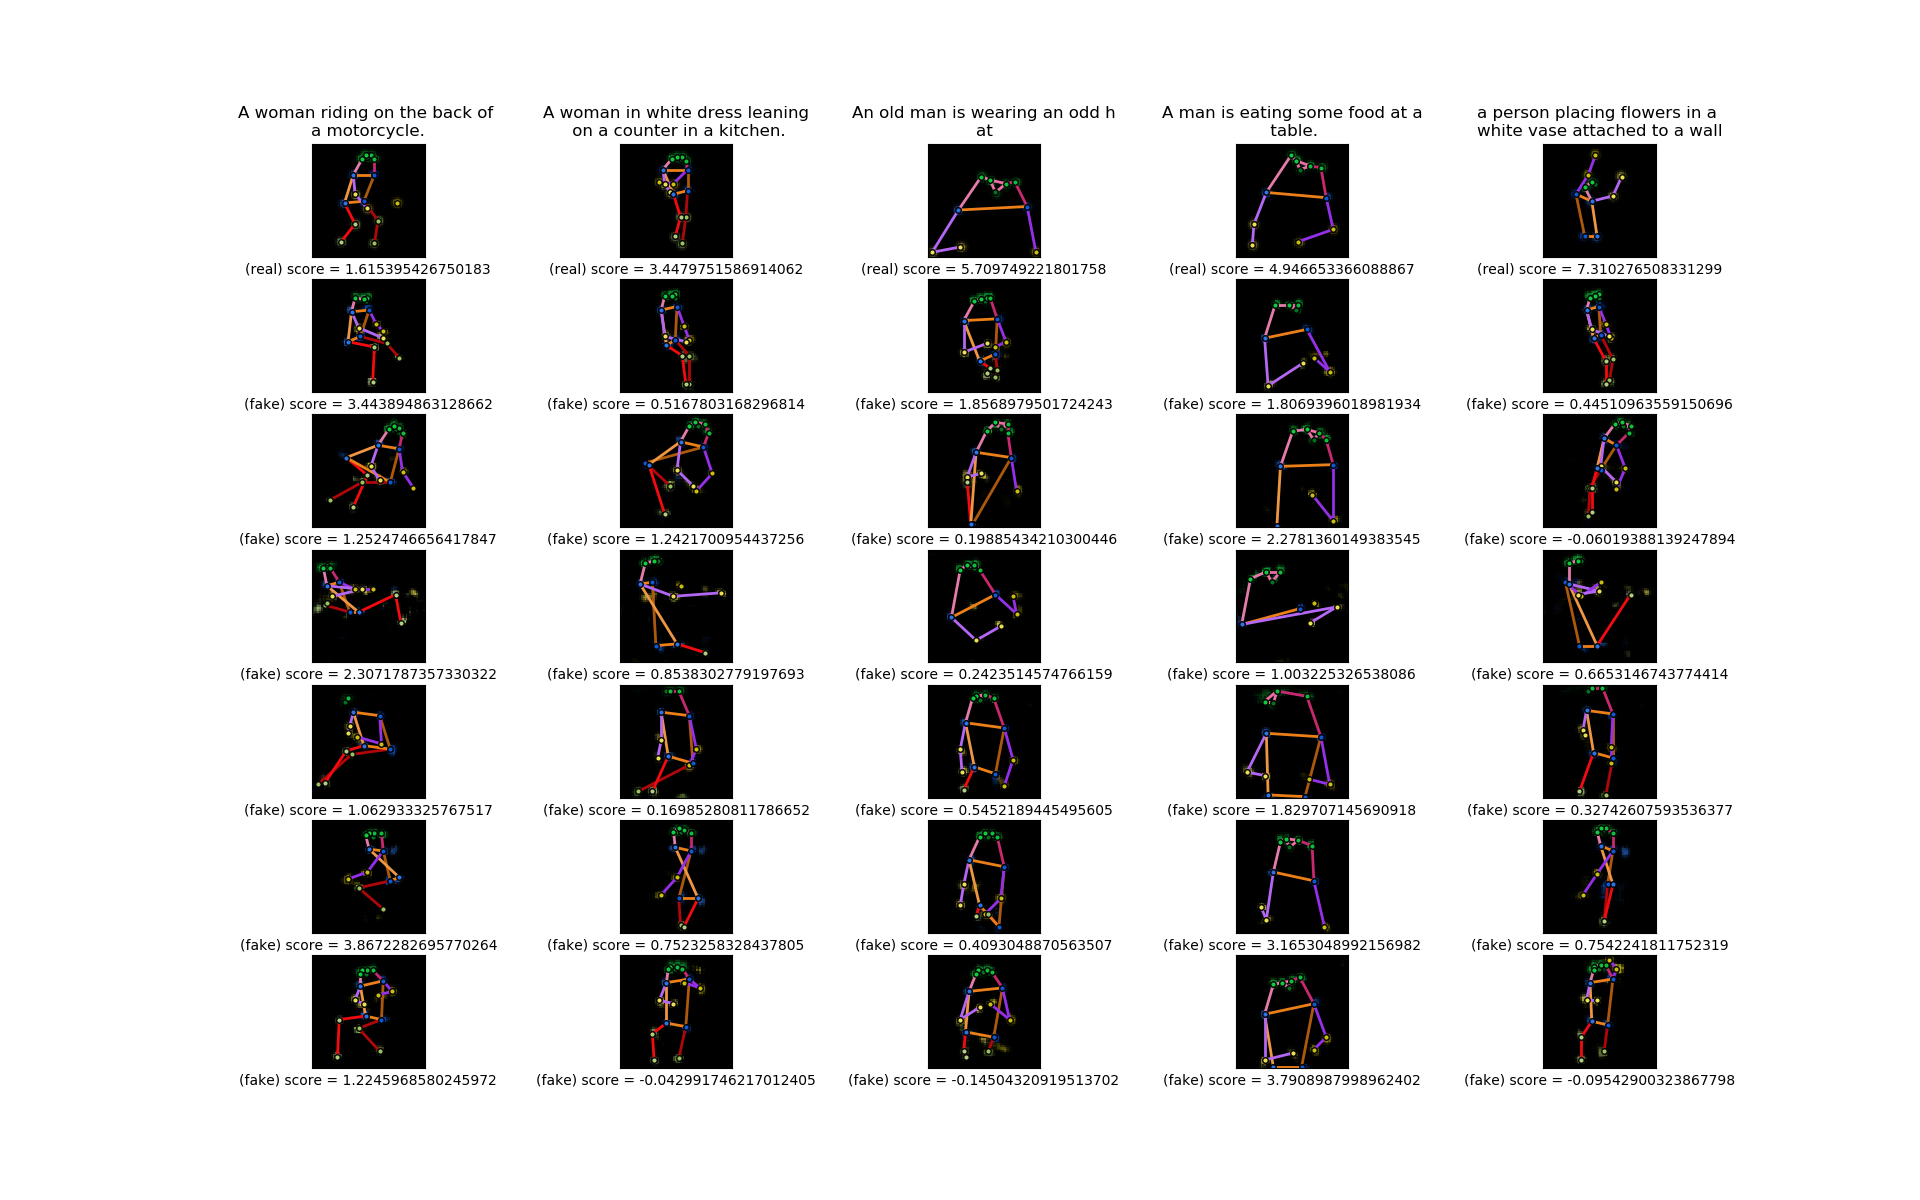 A woman riding on the back of
a motorcycle.
A woman in white dress leaning
on a counter in a kitchen.
An old man is wearing an odd h
at
A man is eating some food at a
table.
a person placing flowers in a
white vase attached to a wall
(real) score = 1.615395426750183
(real) score = 3.4479751586914062
(real) score = 5.709749221801758
(real) score = 4.946653366088867
(real) score = 7.310276508331299
(fake) score = 3.443894863128662
(fake) score = 0.5167803168296814
(fake) score = 1.8568979501724243
(fake) score = 1.8069396018981934
(fake) score = 0.44510963559150696
(fake) score = 1.2524746656417847
(fake) score = 1.2421700954437256
(fake) score = 0.19885434210300446
(fake) score = 2.2781360149383545
(fake) score = -0.06019388139247894
(fake) score = 2.3071787357330322
(fake) score = 0.8538302779197693
(fake) score = 0.2423514574766159
(fake) score = 1.003225326538086
(fake) score = 0.6653146743774414
(fake) score = 1.062933325767517
(fake) score = 0.16985280811786652
(fake) score = 0.5452189445495605
(fake) score = 1.829707145690918
(fake) score = 0.32742607593536377
(fake) score = 3.8672282695770264
(fake) score = 0.7523258328437805
(fake) score = 0.4093048870563507
(fake) score = 3.1653048992156982
(fake) score = 0.7542241811752319
(fake) score = 1.2245968580245972
(fake) score = -0.042991746217012405
(fake) score = -0.14504320919513702
(fake) score = 3.7908987998962402
(fake) score = -0.09542900323867798